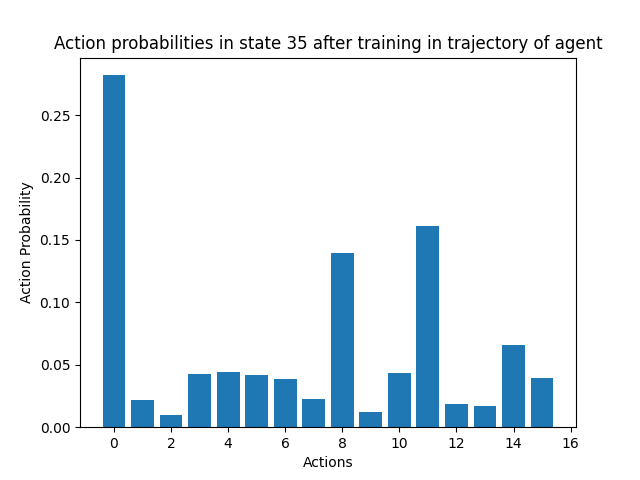 Action probabilities in state 35 after training in trajectory of agent
Action Probability
0.25
0.20
0.15
0.10
0.05
0.00
0 2 4 6 8 10 12 14 16
Actions